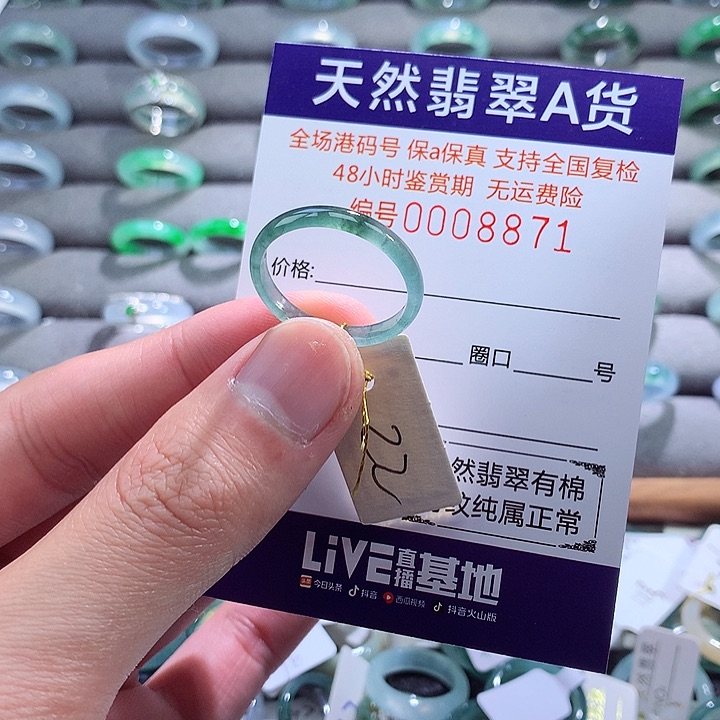 天然翡翠A货
全场港码号 保a保真 支持全国复检
48小时鉴赏期 无运费险
编号0008871
价格:
圈口 号
22
然翡翠有棉
纹纯属正常
LiVE直播基地
今日头条 抖音 西瓜视频 抖音火山版